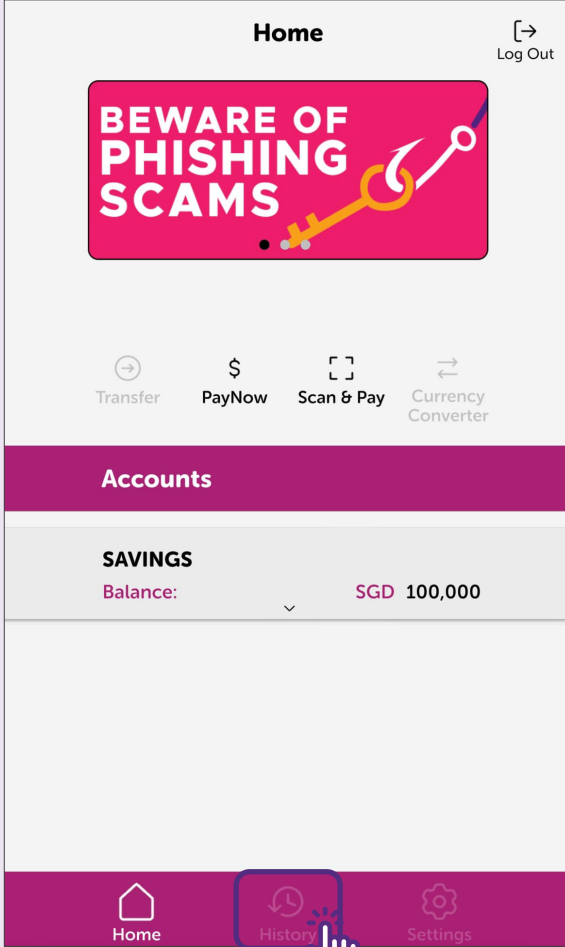 Home
Log Out
BEWARE OF
PHISHING
SCAMS
Transfer
PayNow
Scan & Pay
Currency
Converter
Accounts
SAVINGS
Balance: SGD 100,000
Home
History
Settings